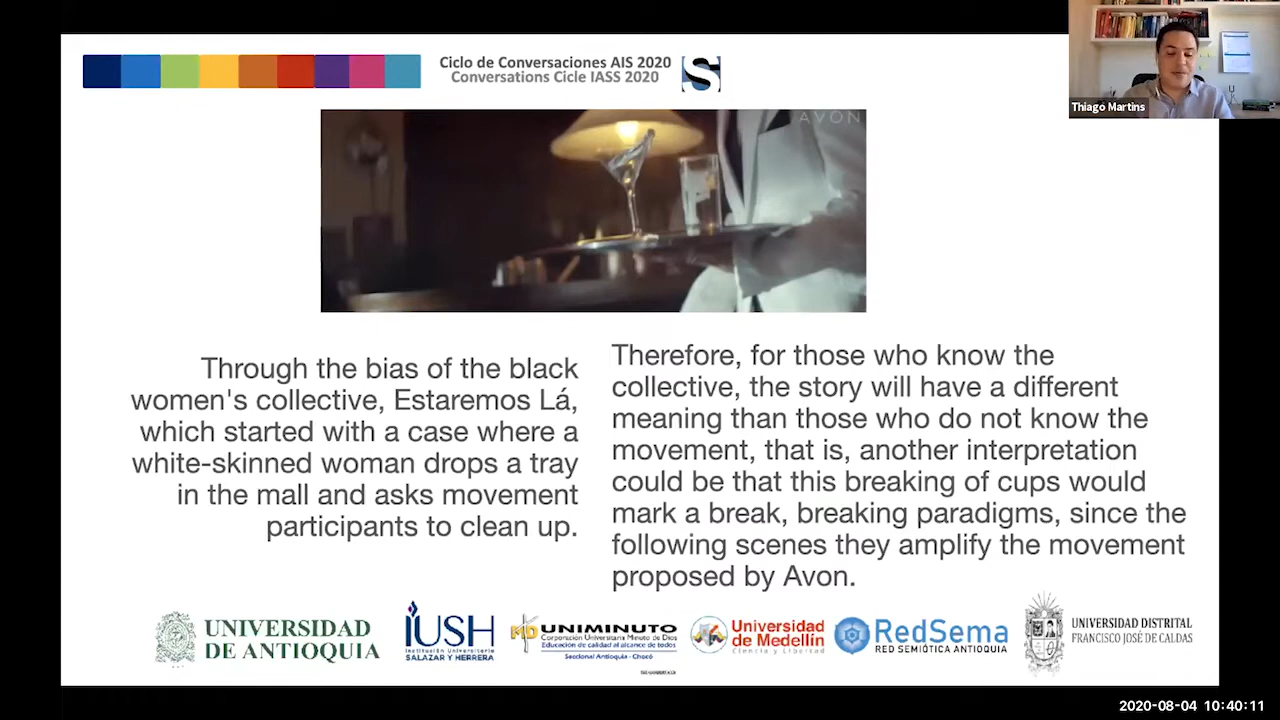 Ciclo de Conversaciones AIS 2020
Conversations Cicle IASS 2020
S
AVON
Thiago Martins
Through the bias of the black
women's collective, Estaremos Lá,
which started with a case where a
white-skinned woman drops a tray
in the mall and asks movement
participants to clean up.
Therefore, for those who know the
collective, the story will have a different
meaning than those who do not know the
movement, that is, another interpretation
could be that this breaking of cups would
mark a break, breaking paradigms, since the
following scenes they amplify the movement
proposed by Avon.
UNIVERSIDAD
DE ANTIOQUIA
IUSH
Institución Universitaria
SALAZAR Y HERRERA
MD UNIMINUTO
Corporación Universitaria Minuto de Dios
Educación de calidad al alcance de todos
Seccional Antioquia - Chocó
Universidad
de Medellín
Ciencia y Libertad
RedSema
RED SEMIÓTICA ANTIOQUIA
UNIVERSIDAD DISTRITAL
FRANCISCO JOSÉ DE CALDAS
2020-08-04 10:40:11